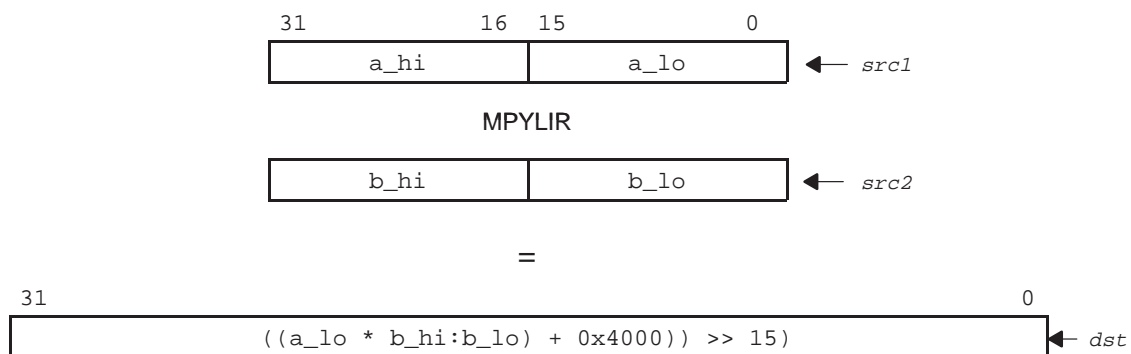 31 16 15 0
a_hi a_lo src1
MPYLIR
b_hi b_lo src2
=
31 0
((a_lo * b_hi:b_lo) + 0x4000)) >> 15) dst